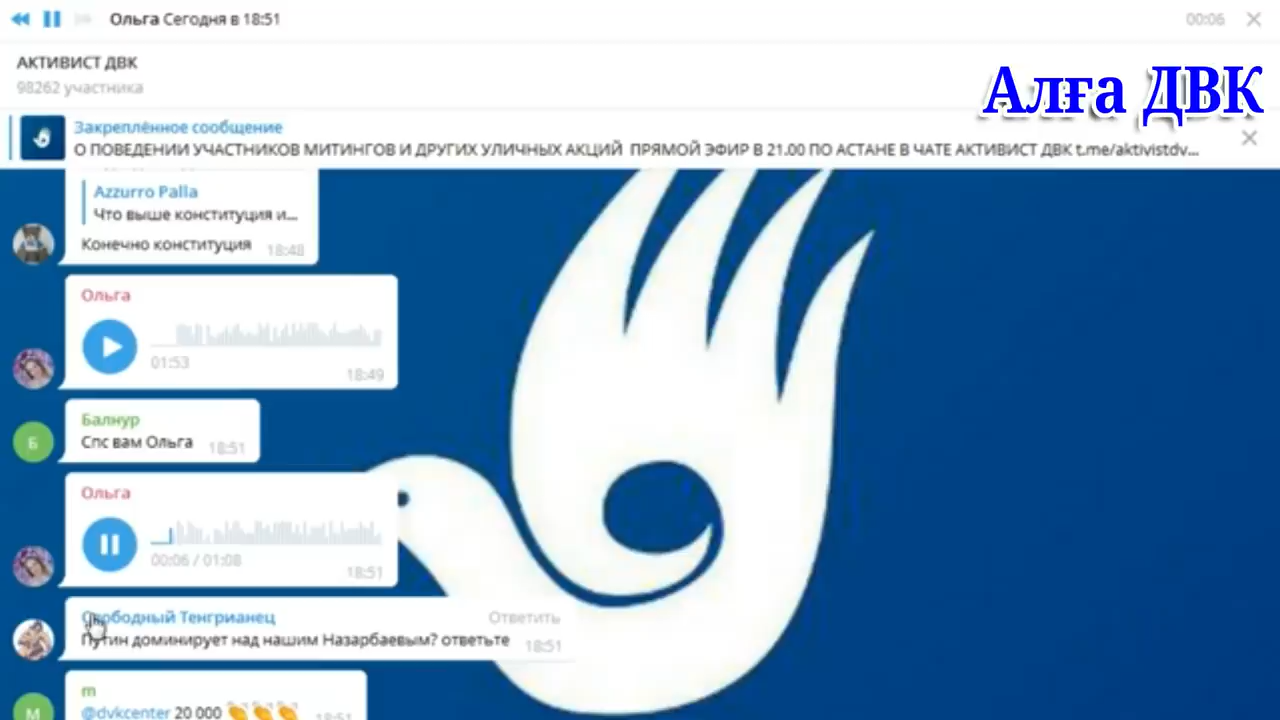 Ольга Сегодня в 18:51
00:06
АКТИВИСТ ДВК
98262 участника
Алға ДВК
Закреплённое сообщение
О ПОВЕДЕНИИ УЧАСТНИКОВ МИТИНГОВ И ДРУГИХ УЛИЧНЫХ АКЦИЙ ПРЯМОЙ ЭФИР В 21.00 ПО АСТАНЕ В ЧАТЕ АКТИВИСТ ДВК t.me/aktivistdv...
Azzurro Palla
Что выше конституция и...
Конечно конституция 18:48
Ольга
01:53
18:49
Балнур
Б
Спс вам Ольга 18:51
Ольга
00:06 / 01:08
18:51
Свободный Тенгрианец Ответить
Путин доминирует над нашим Назарбаевым? ответьте 18:51
m
М
@dvkcenter 20 000 👏👏👏 18:51